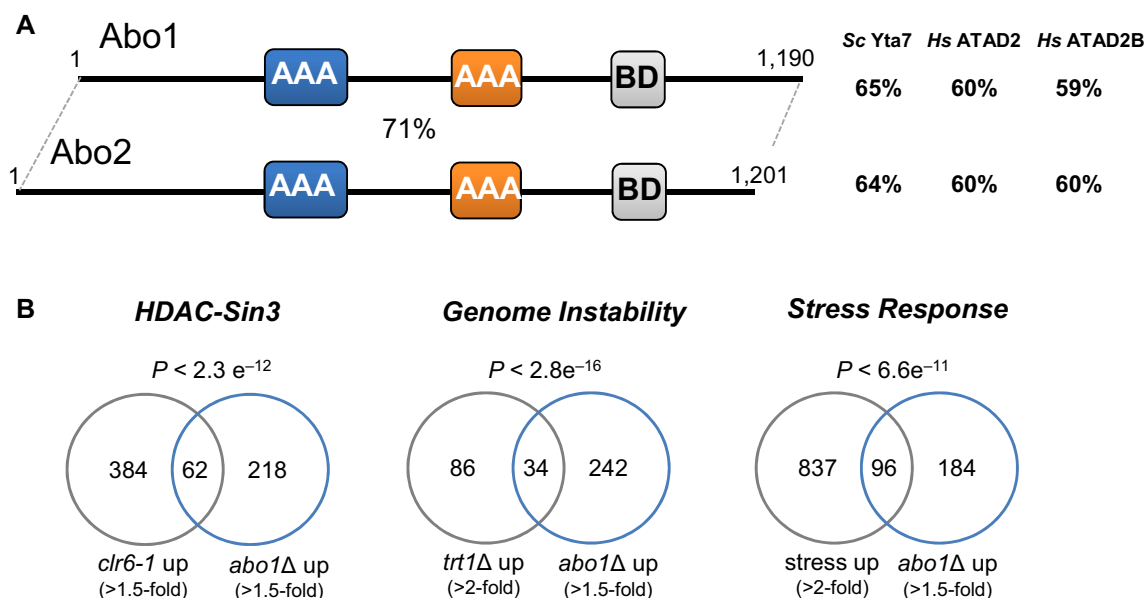 A
Abo1
Sc Yta7 Hs ATAD2 Hs ATAD2B
1 AAA AAA BD 1,190
65% 60% 59%
71%
Abo2
1 AAA AAA BD 1,201
64% 60% 60%
B
HDAC-Sin3 Genome Instability Stress Response
P < 2.3 e–12 P < 2.8e–16 P < 6.6e–11
384 62 218 86 34 242 837 96 184
clr6-1 up abo1Δ up trt1Δ up abo1Δ up stress up abo1Δ up
(>1.5-fold) (>1.5-fold) (>2-fold) (>1.5-fold) (>2-fold) (>1.5-fold)